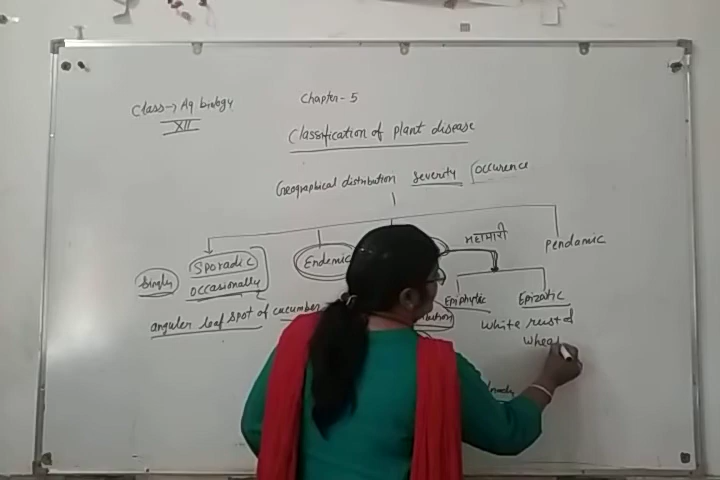 Class→ Ag biology
XII
Chapter - 5
Classification of plant disease
Geographical distribution severity / occurence
Sporadic
occasionally
Singly
Endemic
महामारी
Pendamic
Epiphytic
Epizotic
angular leaf spot of cucumber
White rust of
Whea